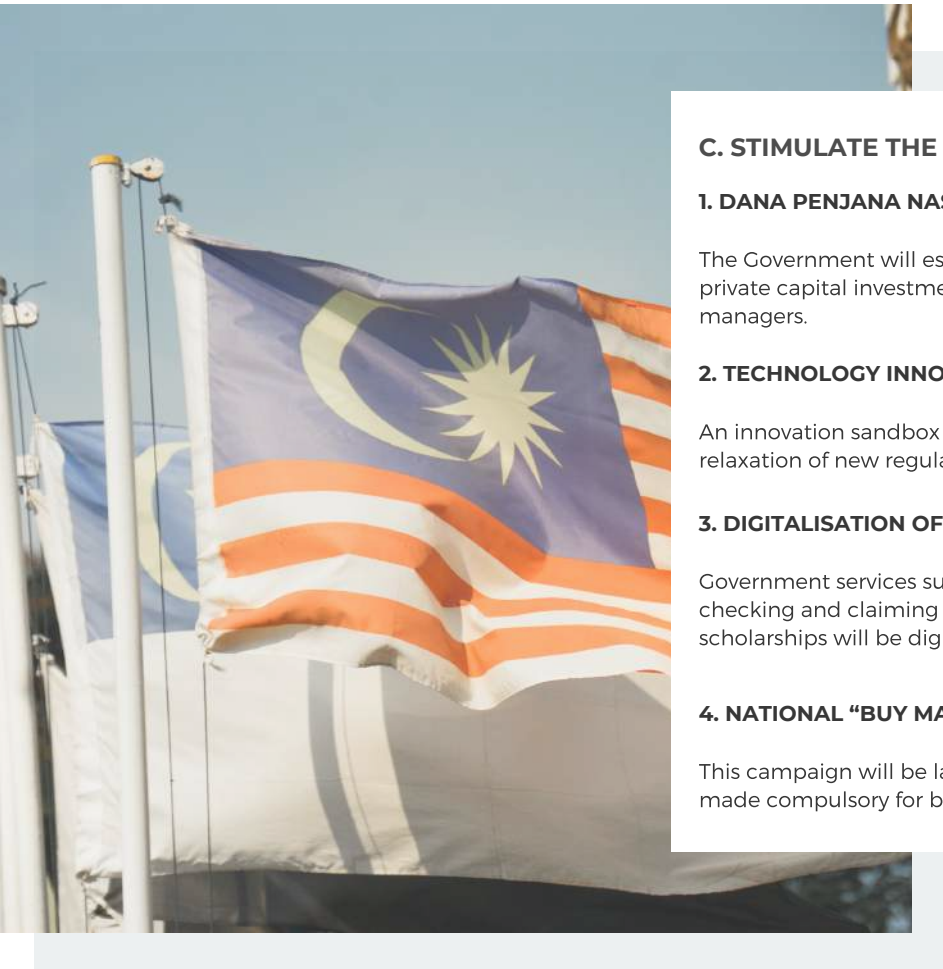 C. STIMULATE THE
1. DANA PENJANA NAS
The Government will es
private capital investme
managers.
2. TECHNOLOGY INNO
An innovation sandbox
relaxation of new regula
3. DIGITALISATION OF
Government services su
checking and claiming
scholarships will be dig
4. NATIONAL “BUY MA
This campaign will be la
made compulsory for b